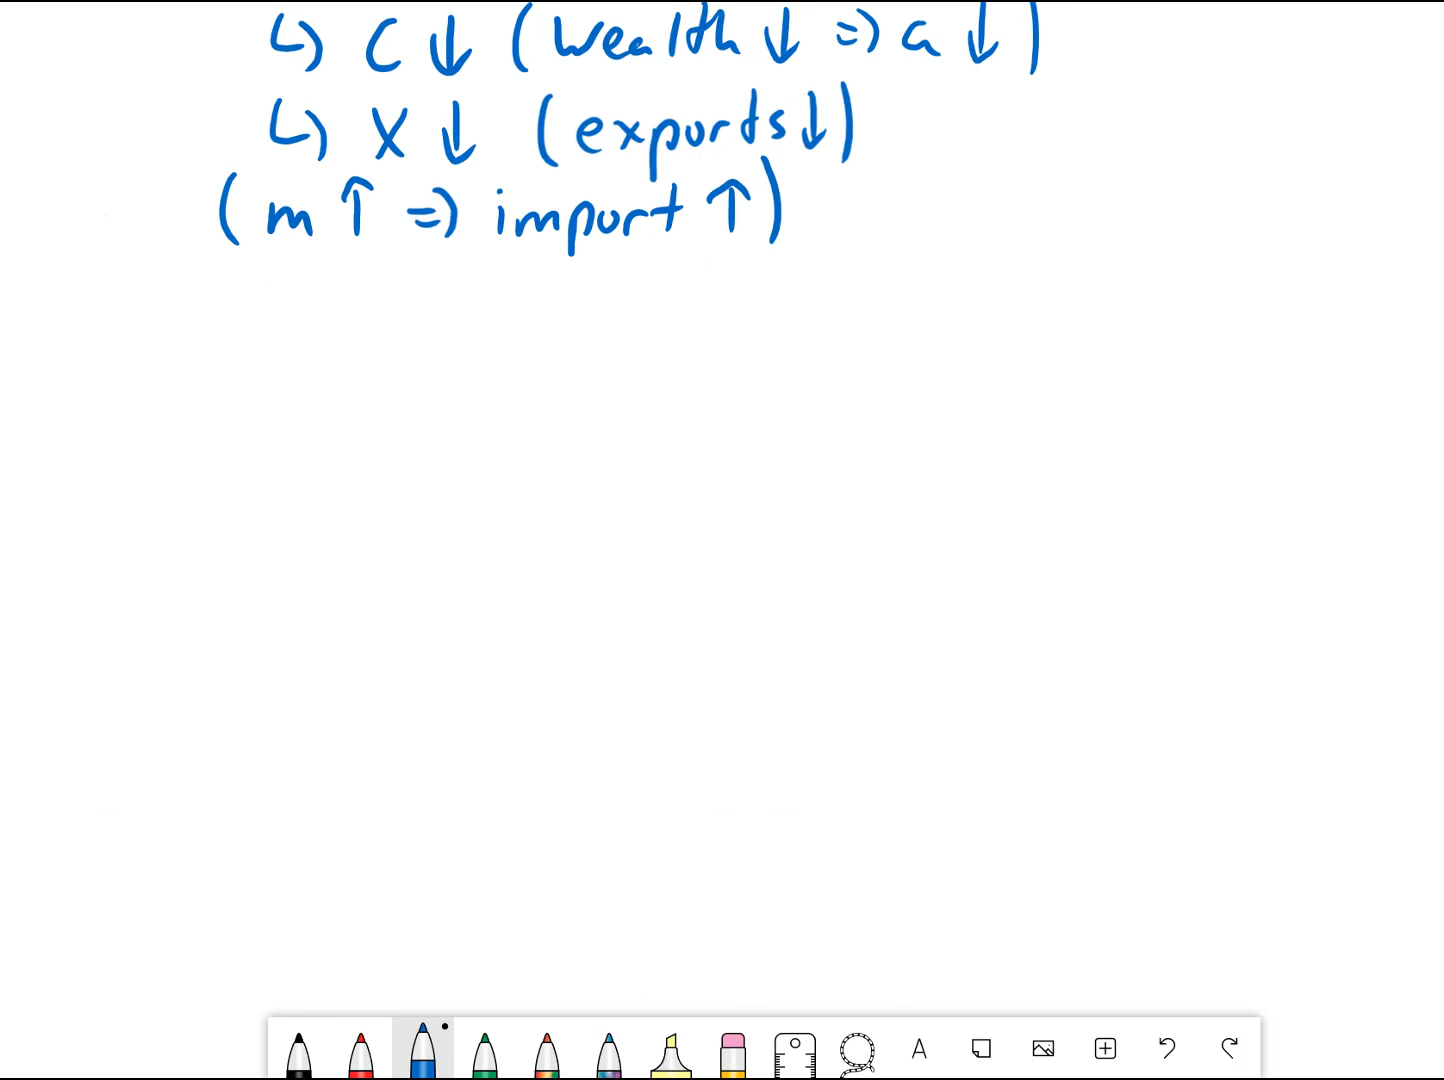 ↳ C ↓ (wealth ↓ => a ↓)
↳ X ↓ (exports ↓)
(m ↑ => import ↑)
A